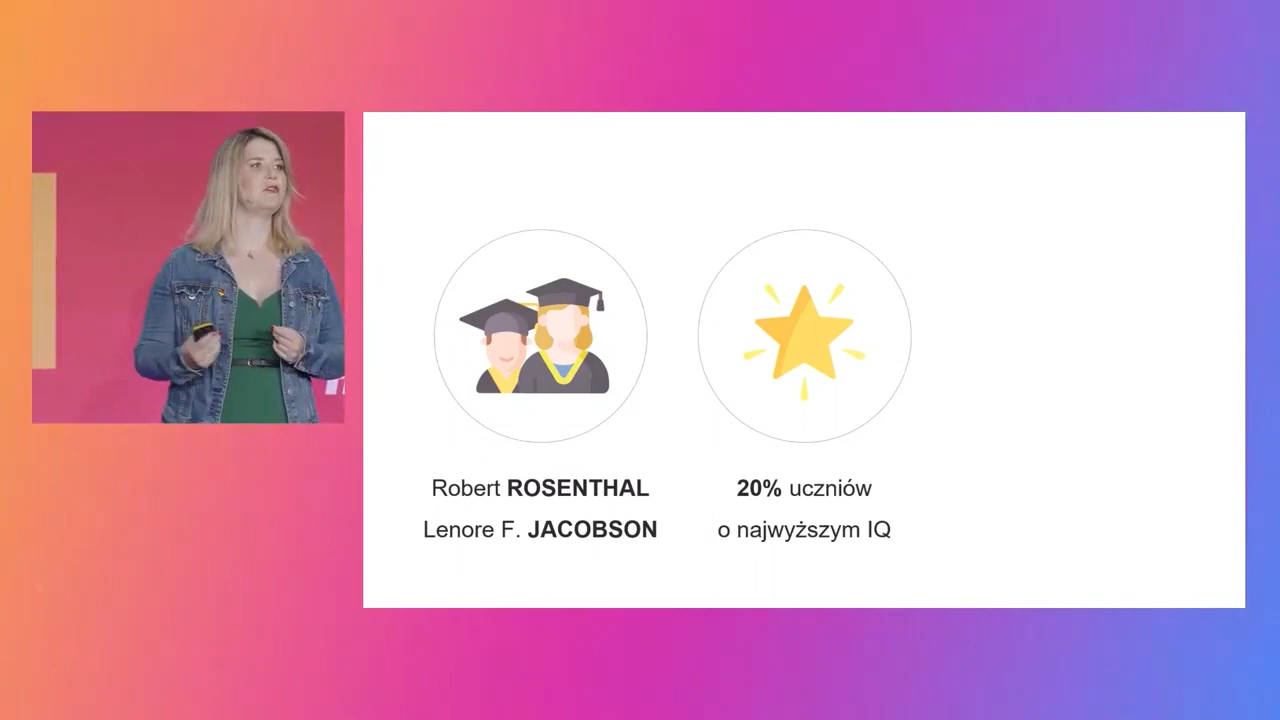 Robert ROSENTHAL
Lenore F. JACOBSON
20% uczniów
o najwyższym IQ